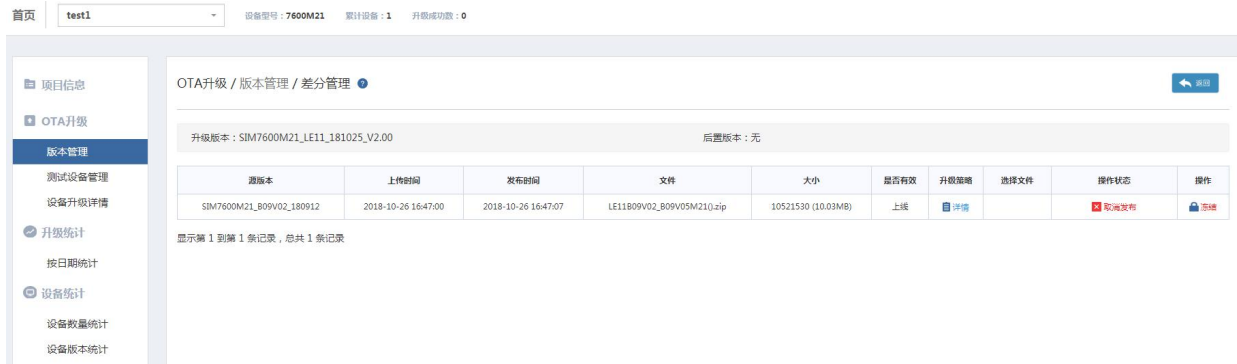 首页 test1 设备型号：7600M21 累计设备：1 升级成功数：0
项目信息
OTA升级
版本管理
测试设备管理
设备升级详情
升级统计
按日期统计
设备统计
设备数量统计
设备版本统计
OTA升级 / 版本管理 / 差分管理 ?
返回
升级版本：SIM7600M21_LE11_181025_V2.00 后置版本：无
源版本 上传时间 发布时间 文件 大小 是否有效 升级策略 选择文件 操作状态 操作
SIM7600M21_B09V02_180912 2018-10-26 16:47:00 2018-10-26 16:47:07 LE11B09V02_B09V05M21().zip 10521530 (10.03MB) 上线 详情 取消发布 冻结
显示第 1 到第 1 条记录，总共 1 条记录